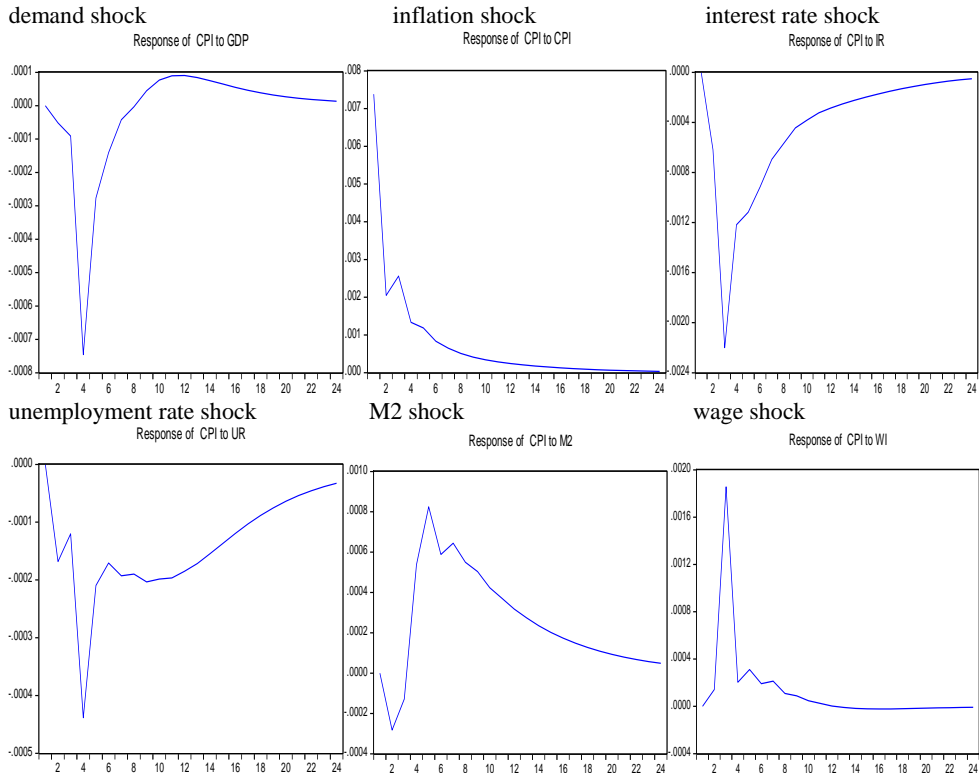 demand shock
inflation shock
interest rate shock
Response of CPI to GDP
Response of CPI to CPI
Response of CPI to IR
.0001
.0000
-.0001
-.0002
-.0003
-.0004
-.0005
-.0006
-.0007
-.0008
2 4 6 8 10 12 14 16 18 20 22 24
.008
.007
.006
.005
.004
.003
.002
.001
.000
2 4 6 8 10 12 14 16 18 20 22 24
.0000
-.0004
-.0008
-.0012
-.0016
-.0020
-.0024
2 4 6 8 10 12 14 16 18 20 22 24
unemployment rate shock
M2 shock
wage shock
Response of CPI to UR
Response of CPI to M2
Response of CPI to WI
.0000
-.0001
-.0002
-.0003
-.0004
-.0005
2 4 6 8 10 12 14 16 18 20 22 24
.0010
.0008
.0006
.0004
.0002
.0000
-.0002
-.0004
2 4 6 8 10 12 14 16 18 20 22 24
.0020
.0016
.0012
.0008
.0004
.0000
-.0004
2 4 6 8 10 12 14 16 18 20 22 24